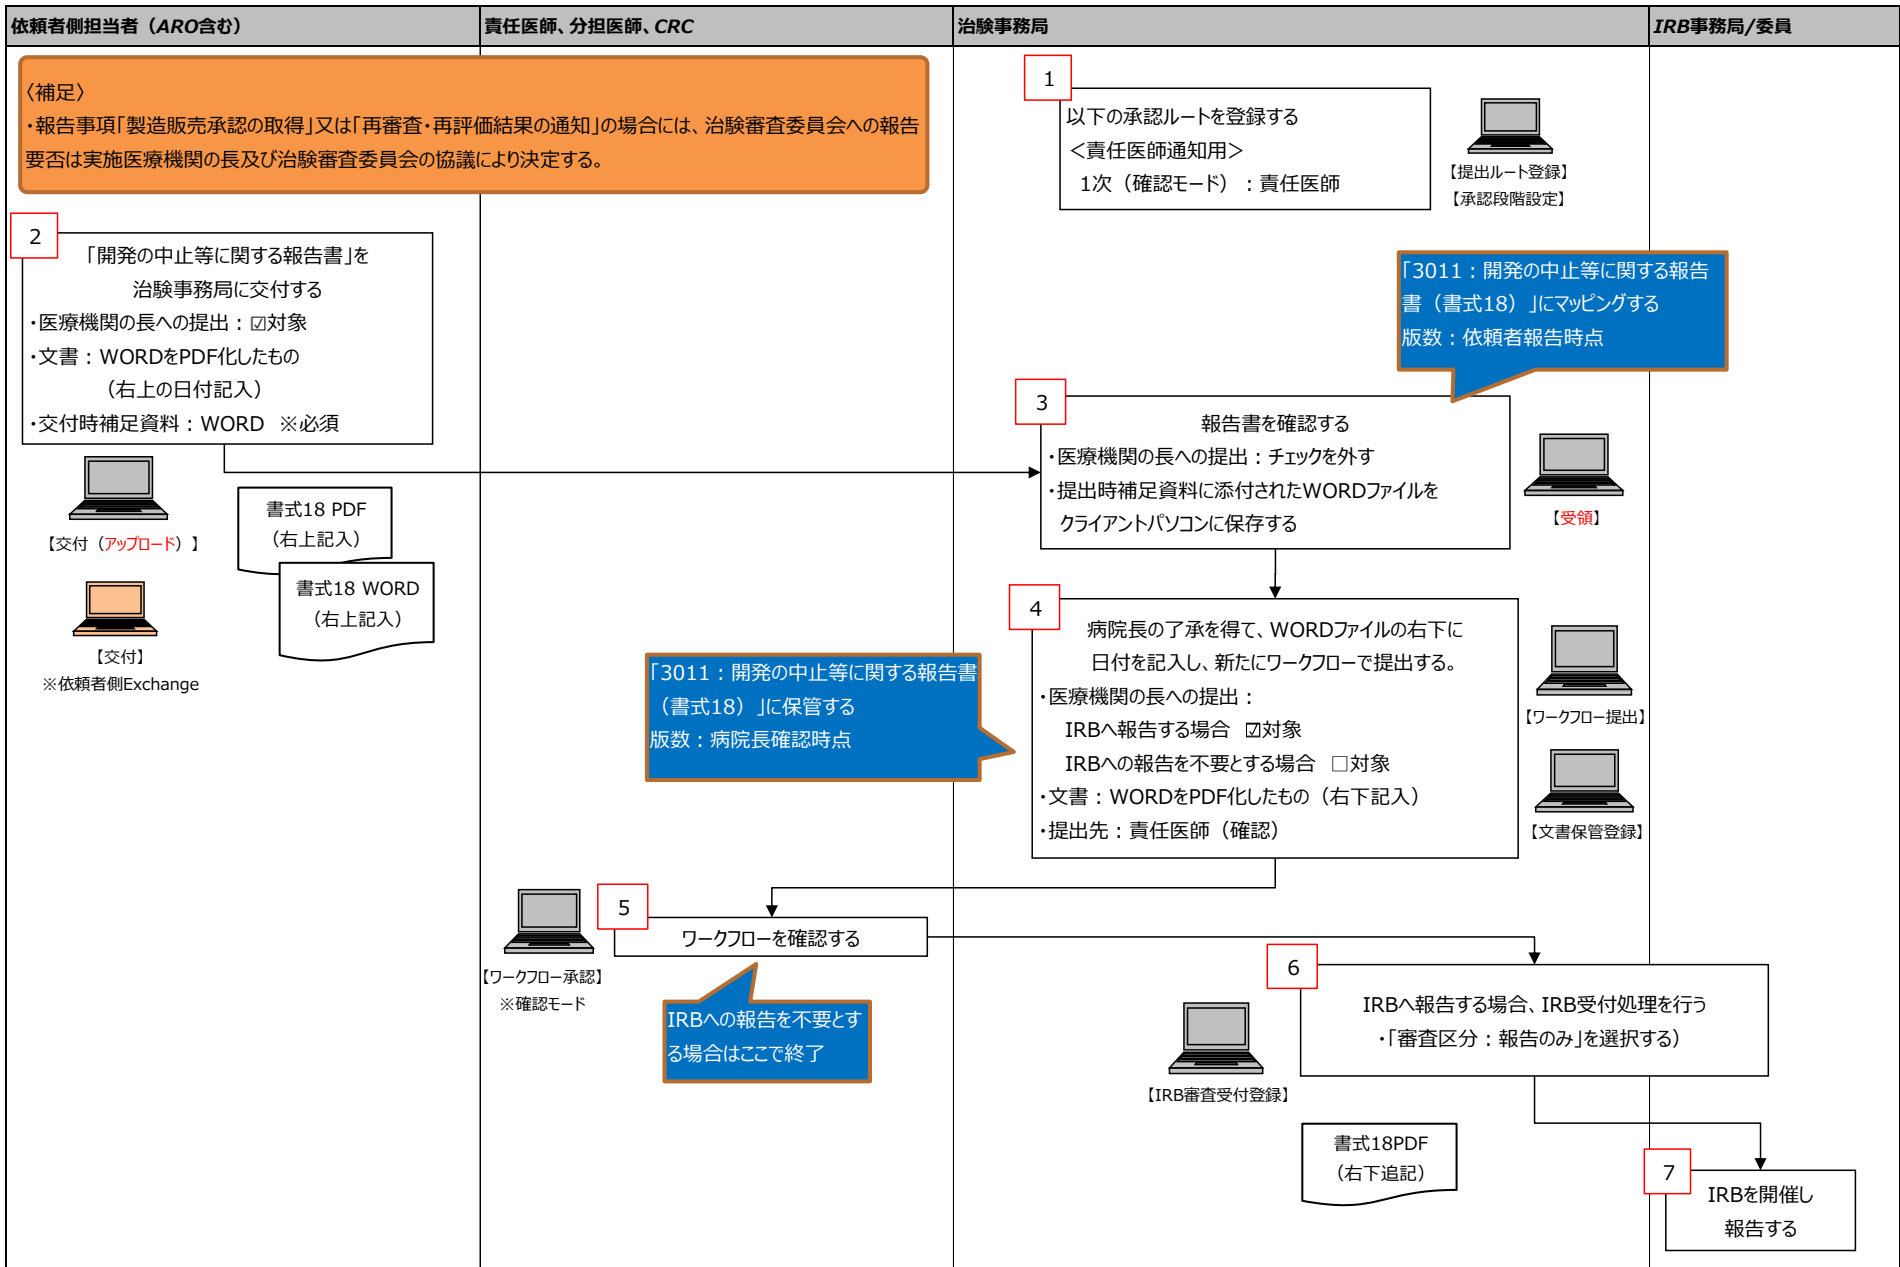 依頼者側担当者（ARO含む）
責任医師、分担医師、CRC
治験事務局
IRB事務局/委員
〈補足〉
・報告事項「製造販売承認の取得」又は「再審査・再評価結果の通知」の場合には、治験審査委員会への報告
要否は実施医療機関の長及び治験審査委員会の協議により決定する。
1
以下の承認ルートを登録する
＜責任医師通知用＞
1次（確認モード）：責任医師
【提出ルート登録】
【承認段階設定】
2
「開発の中止等に関する報告書」を
治験事務局に交付する
・医療機関の長への提出：☑対象
・文書：WORDをPDF化したもの
（右上の日付記入）
・交付時補足資料：WORD ※必須
【交付（アップロード）】
書式18 PDF
（右上記入）
書式18 WORD
（右上記入）
【交付】
※依頼者側Exchange
「3011：開発の中止等に関する報告
書（書式18）」にマッピングする
版数：依頼者報告時点
3
報告書を確認する
・医療機関の長への提出：チェックを外す
・提出時補足資料に添付されたWORDファイルを
クライアントパソコンに保存する
【受領】
4
病院長の了承を得て、WORDファイルの右下に
日付を記入し、新たにワークフローで提出する。
・医療機関の長への提出：
IRBへ報告する場合 ☑対象
IRBへの報告を不要とする場合 □対象
・文書：WORDをPDF化したもの（右下記入）
・提出先：責任医師（確認）
【ワークフロー提出】
【文書保管登録】
「3011：開発の中止等に関する報告書
（書式18）」に保管する
版数：病院長確認時点
5
ワークフローを確認する
【ワークフロー承認】
※確認モード
IRBへの報告を不要とす
る場合はここで終了
6
IRBへ報告する場合、IRB受付処理を行う
・「審査区分：報告のみ」を選択する）
【IRB審査受付登録】
書式18PDF
（右下追記）
7
IRBを開催し
報告する